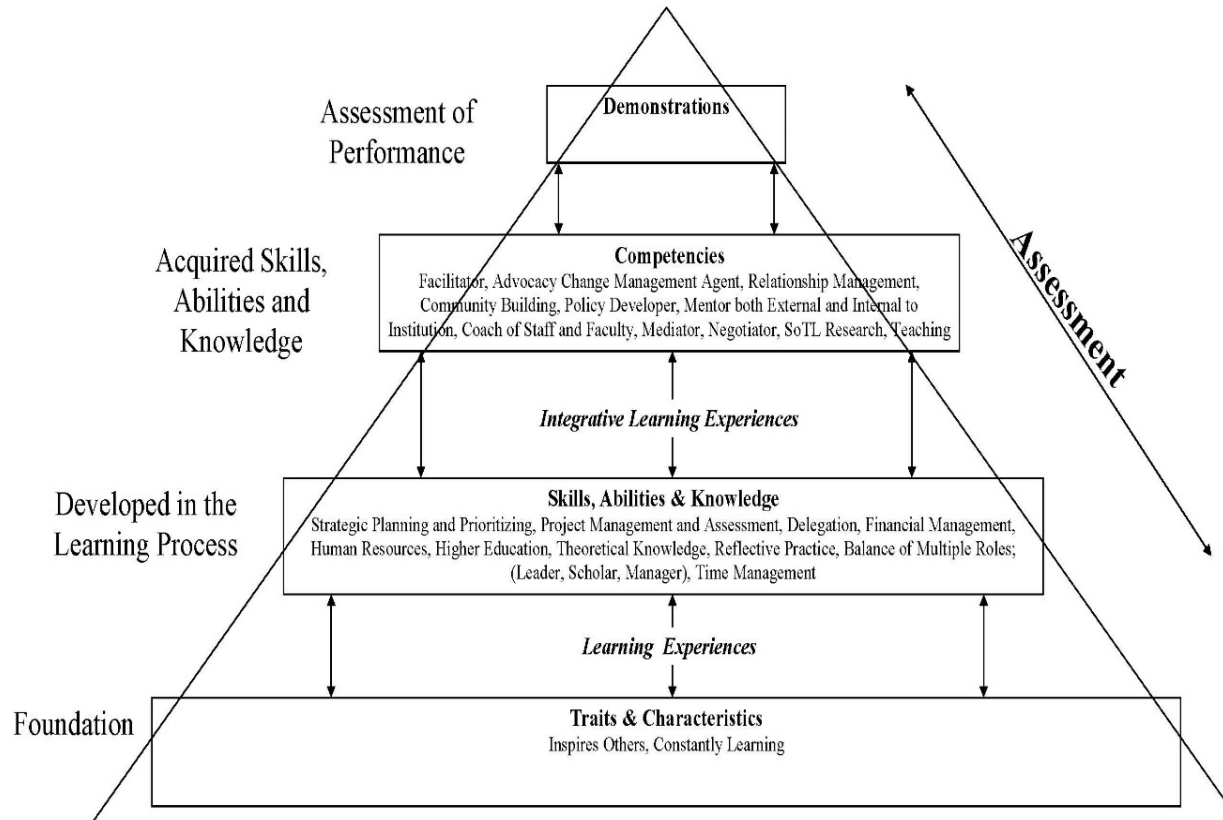 Assessment of
Performance
Demonstrations
Acquired Skills,
Abilities and
Knowledge
Competencies
Facilitator, Advocacy Change Management Agent, Relationship Management,
Community Building, Policy Developer, Mentor both External and Internal to
Institution, Coach of Staff and Faculty, Mediator, Negotiator, SoTL Research, Teaching
Assessment
Integrative Learning Experiences
Developed in the
Learning Process
Skills, Abilities & Knowledge
Strategic Planning and Prioritizing, Project Management and Assessment, Delegation, Financial Management,
Human Resources, Higher Education, Theoretical Knowledge, Reflective Practice, Balance of Multiple Roles;
(Leader, Scholar, Manager), Time Management
Learning Experiences
Foundation
Traits & Characteristics
Inspires Others, Constantly Learning